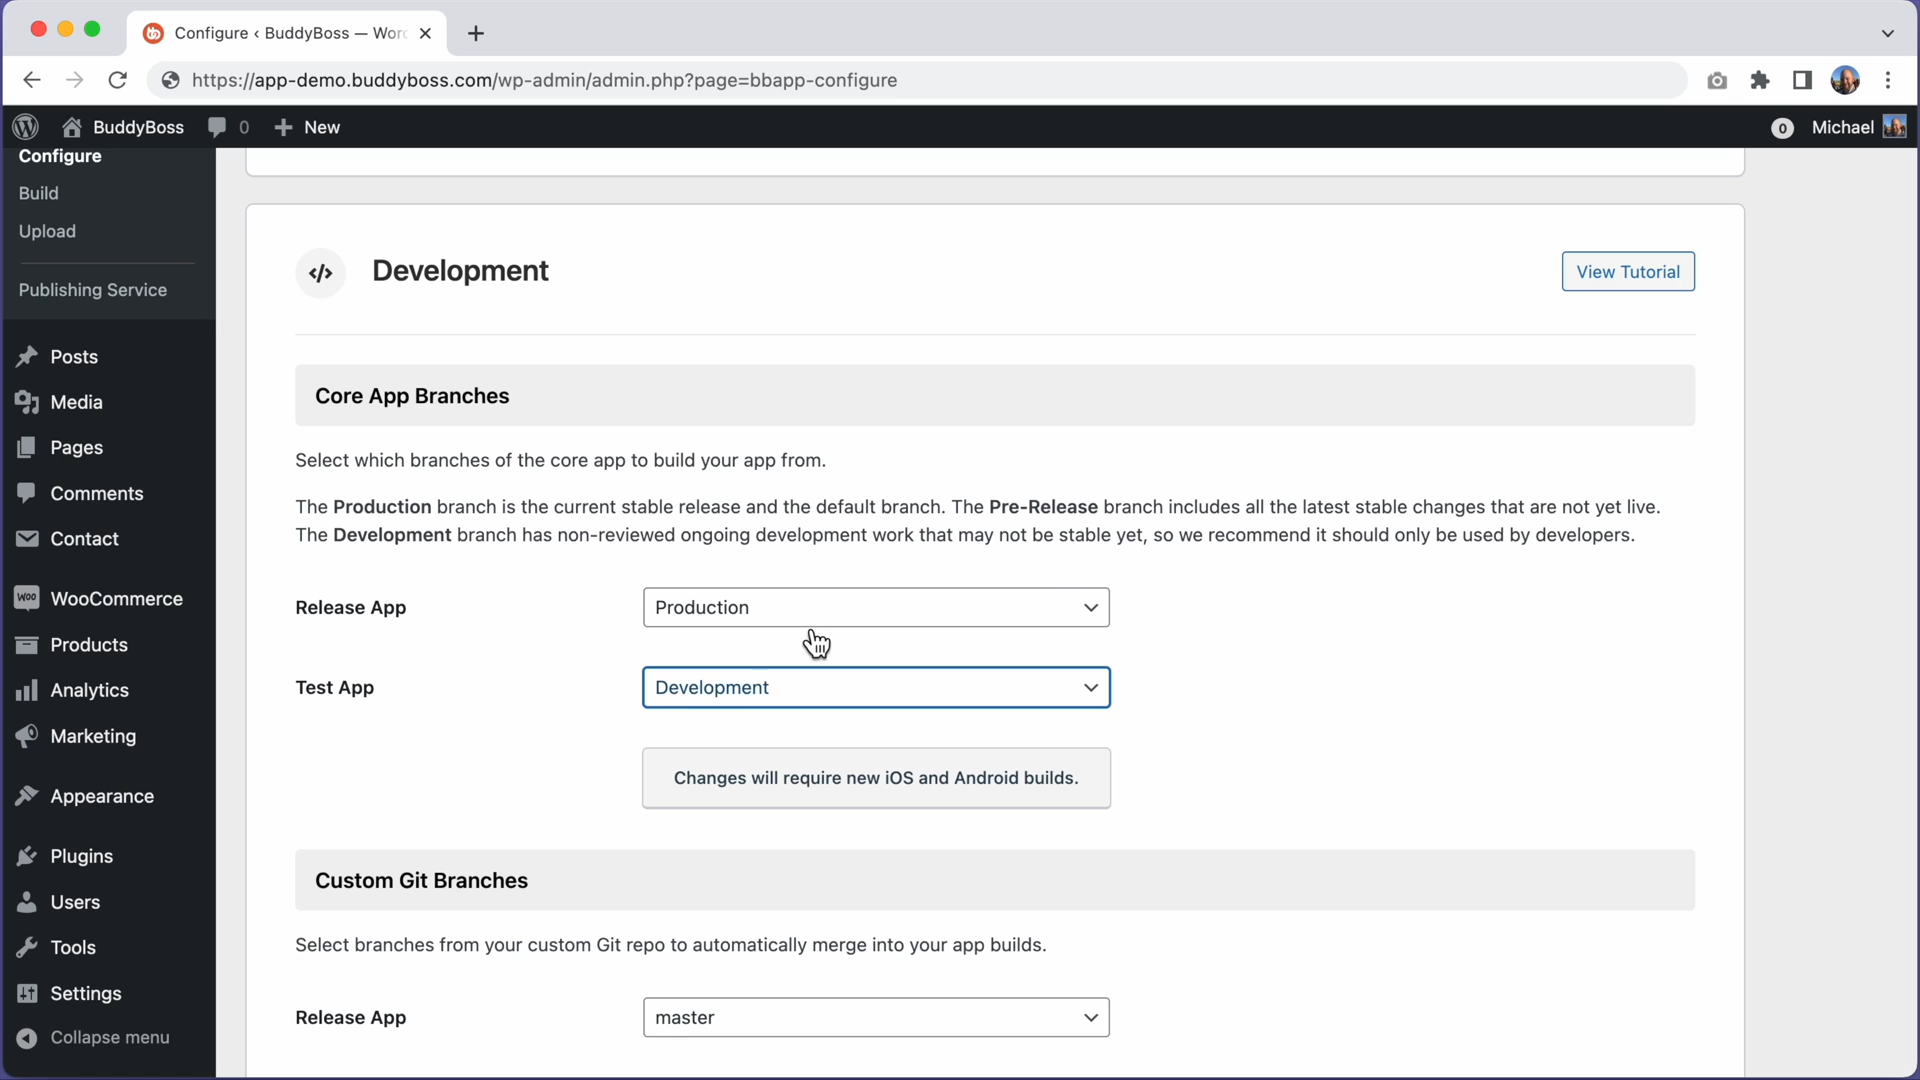 Configure ‹ BuddyBoss — Wor
https://app-demo.buddyboss.com/wp-admin/admin.php?page=bbapp-configure
BuddyBoss 0 New 0 Michael
Configure
Build
Upload
Publishing Service
Posts
Media
Pages
Comments
Contact
WOO WooCommerce
Products
Analytics
Marketing
Appearance
Plugins
Users
Tools
Settings
Collapse menu
</> Development View Tutorial
Core App Branches
Select which branches of the core app to build your app from.
The Production branch is the current stable release and the default branch. The Pre-Release branch includes all the latest stable changes that are not yet live.
The Development branch has non-reviewed ongoing development work that may not be stable yet, so we recommend it should only be used by developers.
Release App Production
Test App Development
Changes will require new iOS and Android builds.
Custom Git Branches
Select branches from your custom Git repo to automatically merge into your app builds.
Release App master